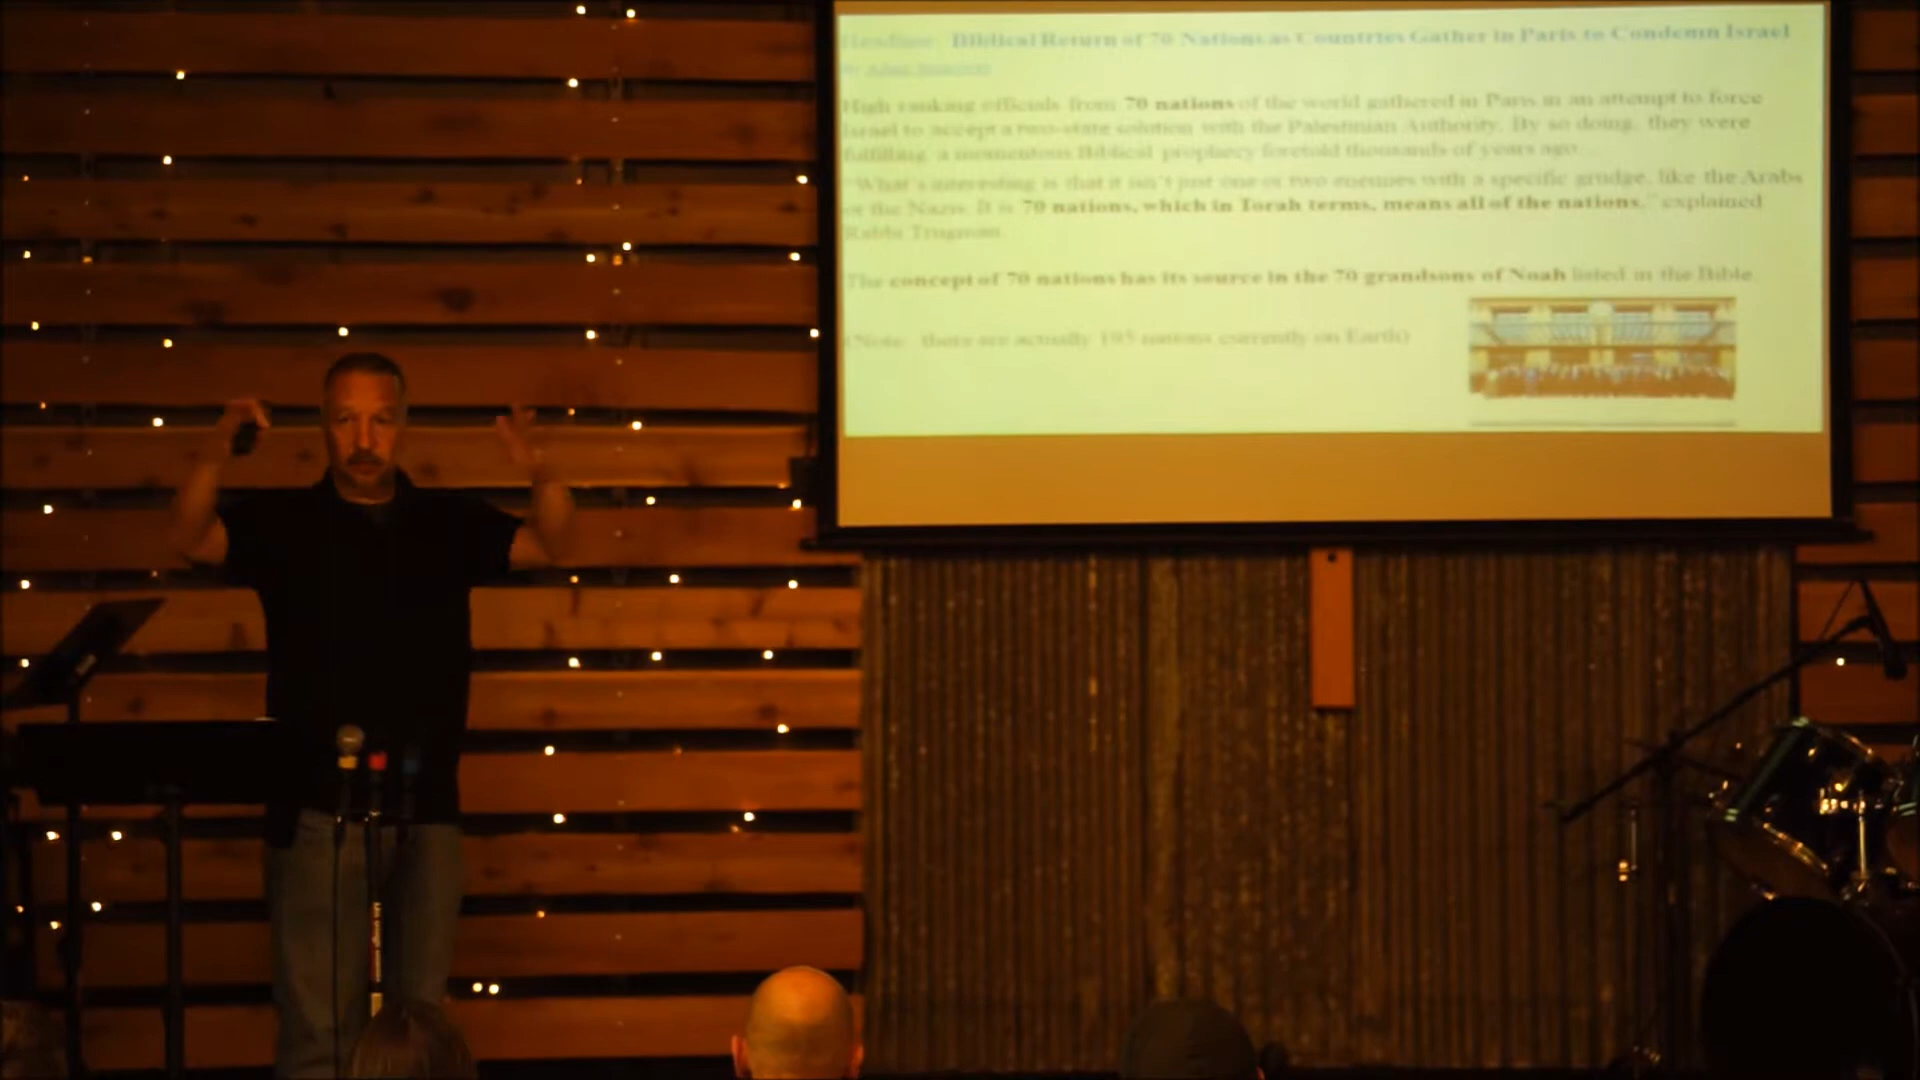 Headline: Biblical Return of 70 Nations as Countries Gather in Paris to Condemn Israel
By
High ranking officials from 70 nations of the world gathered in Paris in an attempt to force
Israel to accept a two-state solution with the Palestinian Authority. By so doing, they were
fulfilling a momentous Biblical prophecy foretold thousands of years ago...
"What's interesting is that it isn't just one or two enemies with a specific grudge, like the Arabs
or the Nazis. It is 70 nations, which in Torah terms, means all of the nations," explained
Rabbi Trugman.
The concept of 70 nations has its source in the 70 grandsons of Noah listed in the Bible.
(Note: there are actually 195 nations currently on Earth)